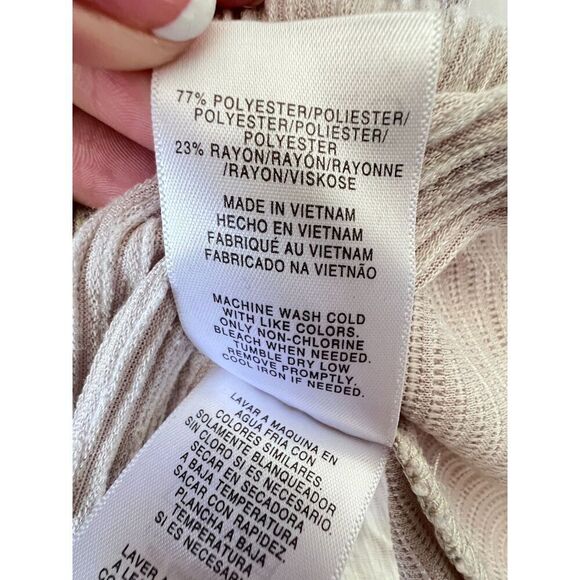 77% POLYESTER/POLIESTER/
POLYESTER/POLIESTER/
POLYESTER
23% RAYON/RAYÓN/RAYONNE
/RAYON/VISKOSE
MADE IN VIETNAM
HECHO EN VIETNAM
FABRIQUÉ AU VIETNAM
FABRICADO NA VIETNÃO
MACHINE WASH COLD
WITH LIKE COLORS,
ONLY NON-CHLORINE
BLEACH WHEN NEEDED.
TUMBLE DRY LOW
REMOVE PROMPTLY,
COOL IRON IF NEEDED.
LAVAR A MAQUINA EN
AGUA FRIA CON
COLORES SIMILARES.
SOLAMENTE BLANQUEADOR
SIN CLORO SI ES NECESARIO.
SECAR EN SECADORA
A BAJA TEMPERATURA
SACAR CON RAPIDEZ.
PLANCHA A BAJA
TEMPERATURA
SI ES NECESARIO
LAVER
A L